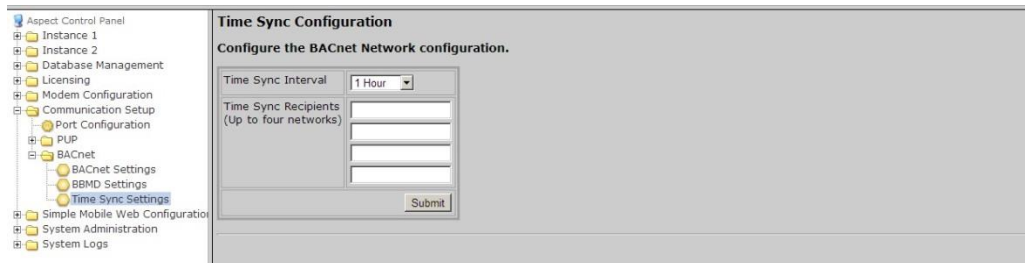 Aspect Control Panel
Instance 1
Instance 2
Database Management
Licensing
Modem Configuration
Communication Setup
Port Configuration
PUP
BACnet
BACnet Settings
BBMD Settings
Time Sync Settings
Simple Mobile Web Configuration
System Administration
System Logs
Time Sync Configuration
Configure the BACnet Network configuration.
Time Sync Interval
1 Hour
Time Sync Recipients
(Up to four networks)
Submit